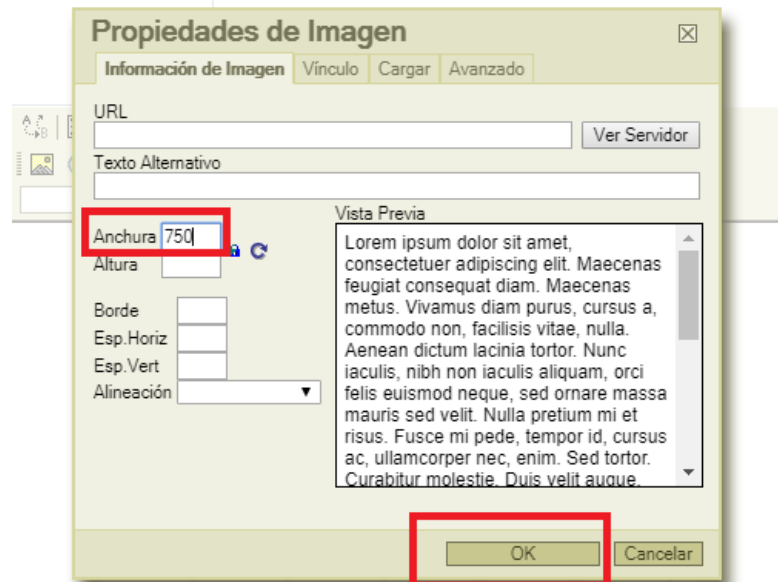 Propiedades de Imagen
Información de Imagen Vínculo Cargar Avanzado
URL
Ver Servidor
Texto Alternativo
Vista Previa
Anchura 750
Altura
Borde
Esp.Horiz
Esp.Vert
Alineación
Lorem ipsum dolor sit amet,
consectetuer adipiscing elit. Maecenas
feugiat consequat diam. Maecenas
metus. Vivamus diam purus, cursus a,
commodo non, facilisis vitae, nulla.
Aenean dictum lacinia tortor. Nunc
iaculis, nibh non iaculis aliquam, orci
felis euismod neque, sed ornare massa
mauris sed velit. Nulla pretium mi et
risus. Fusce mi pede, tempor id, cursus
ac, ullamcorper nec, enim. Sed tortor.
Curabitur molestie. Duis velit augue,
OK Cancelar